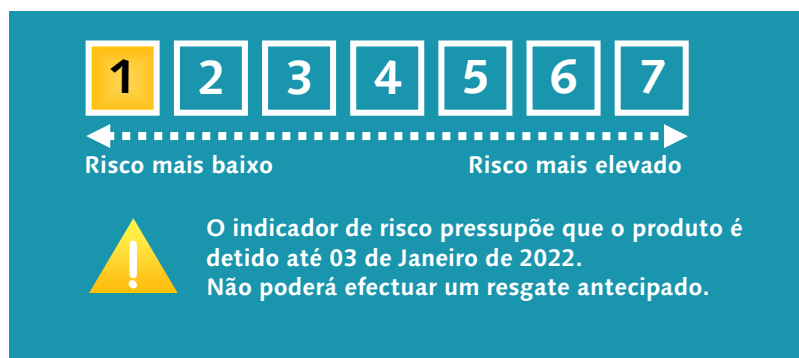 1 2 3 4 5 6 7
Risco mais baixo Risco mais elevado
O indicador de risco pressupõe que o produto é
detido até 03 de Janeiro de 2022.
Não poderá efectuar um resgate antecipado.